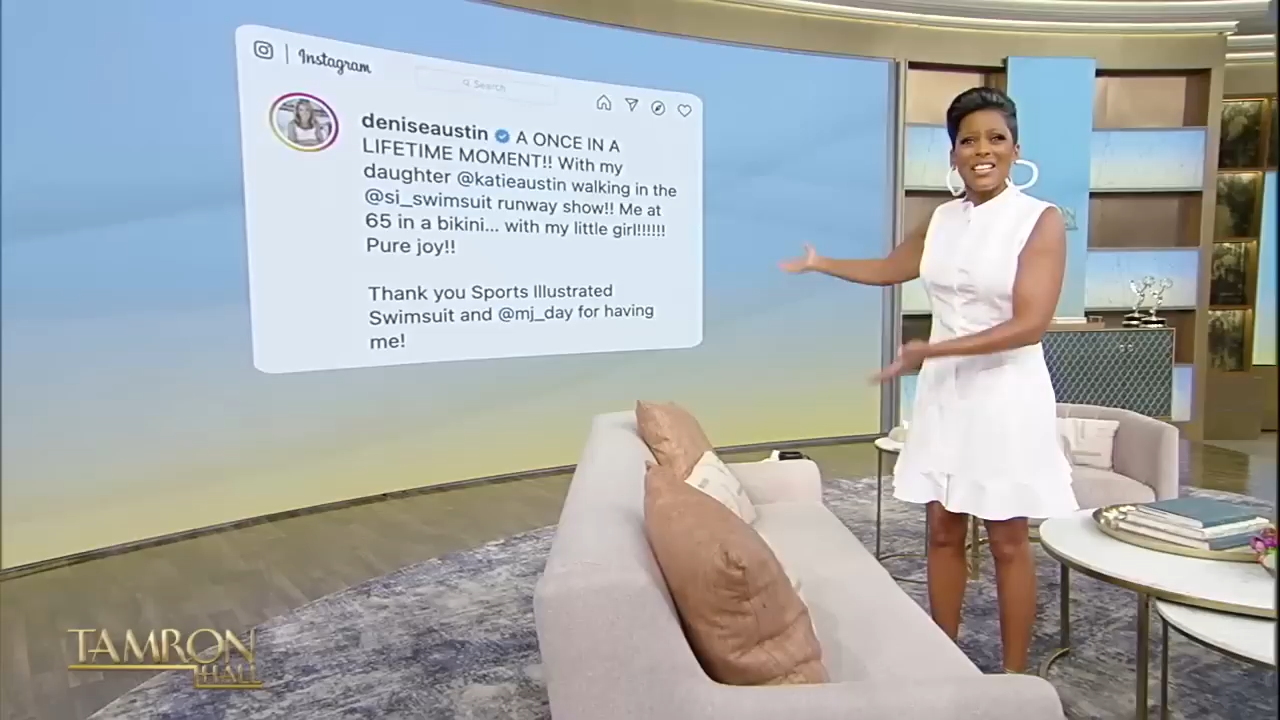 Instagram
Search
deniseaustin A ONCE IN A
LIFETIME MOMENT!! With my
daughter @katieaustin walking in the
@si_swimsuit runway show!! Me at
65 in a bikini... with my little girl!!!!!!
Pure joy!!
Thank you Sports Illustrated
Swimsuit and @mj_day for having
me!
TAMRON
HALL